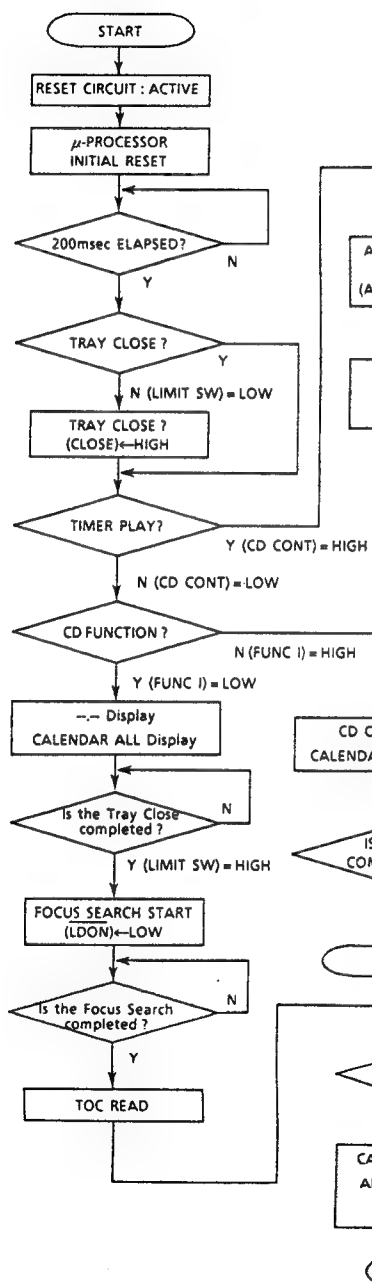 START
RESET CIRCUIT : ACTIVE
μ-PROCESSOR
INITIAL RESET
200msec ELAPSED?
N
Y
TRAY CLOSE ?
Y
N (LIMIT SW) = LOW
TRAY CLOSE ?
(CLOSE)←HIGH
TIMER PLAY?
Y (CD CONT) = HIGH
N (CD CONT) = LOW
CD FUNCTION ?
N (FUNC I) = HIGH
Y (FUNC I) = LOW
--.-- Display
CALENDAR ALL Display
Is the Tray Close
completed ?
N
Y (LIMIT SW) = HIGH
FOCUS SEARCH START
(LDON)←LOW
Is the Focus Search
completed ?
N
Y
TOC READ
A
(A
CD C
CALENDA
IS
COM
CA
A